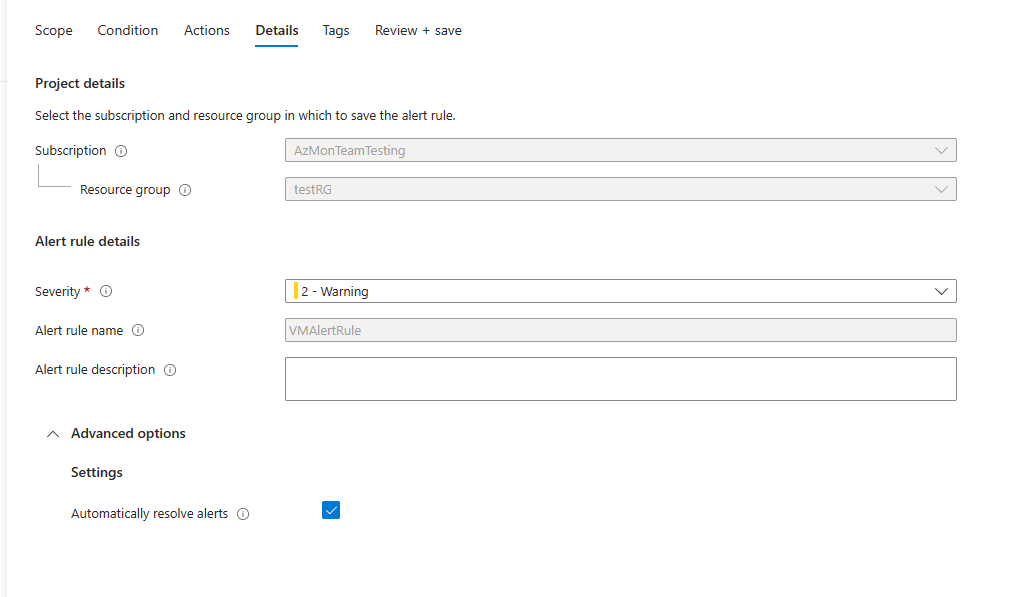 Scope Condition Actions Details Tags Review + save
Project details
Select the subscription and resource group in which to save the alert rule.
Subscription AzMonTeamTesting
Resource group testRG
Alert rule details
Severity * 2 - Warning
Alert rule name VMAlertRule
Alert rule description
Advanced options
Settings
Automatically resolve alerts